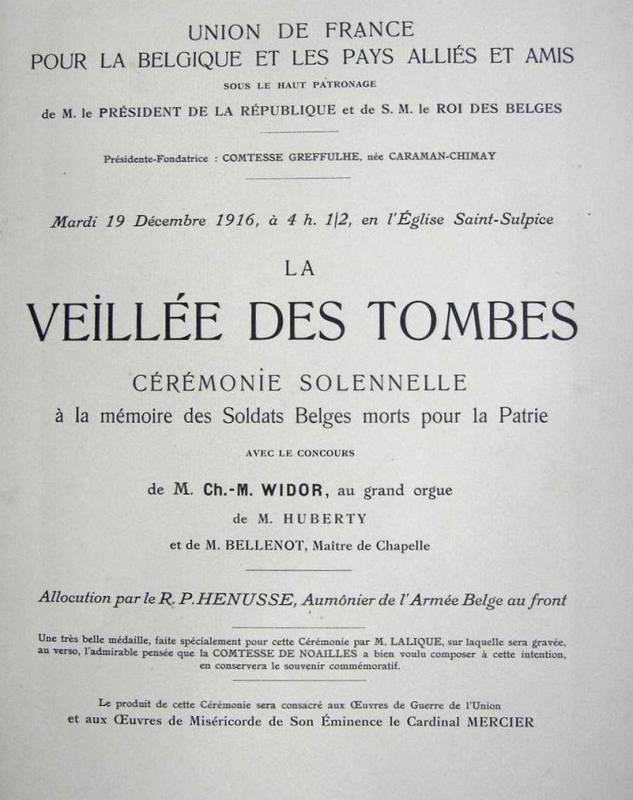 UNION DE FRANCE
POUR LA BELGIQUE ET LES PAYS ALLIÉS ET AMIS
SOUS LE HAUT PATRONAGE
de M. le PRÉSIDENT DE LA RÉPUBLIQUE et de S. M. le ROI DES BELGES
Présidente-Fondatrice : COMTESSE GREFFULHE, née CARAMAN-CHIMAY
Mardi 19 Décembre 1916, à 4 h. 1|2, en l'Église Saint-Sulpice
LA
VEILLÉE DES TOMBES
CÉRÉMONIE SOLENNELLE
à la mémoire des Soldats Belges morts pour la Patrie
AVEC LE CONCOURS
de M. Ch.-M. WIDOR, au grand orgue
de M. HUBERTY
et de M. BELLENOT, Maître de Chapelle
Allocution par le R. P. HENUSSE, Aumônier de l'Armée Belge au front
Une très belle médaille, faite spécialement pour cette Cérémonie par M. LALIQUE, sur laquelle sera gravée,
au verso, l'admirable pensée que la COMTESSE DE NOAILLES a bien voulu composer à cette intention,
en conservera le souvenir commémoratif.
Le produit de cette Cérémonie sera consacré aux Œuvres de Guerre de l'Union
et aux Œuvres de Miséricorde de Son Éminence le Cardinal MERCIER